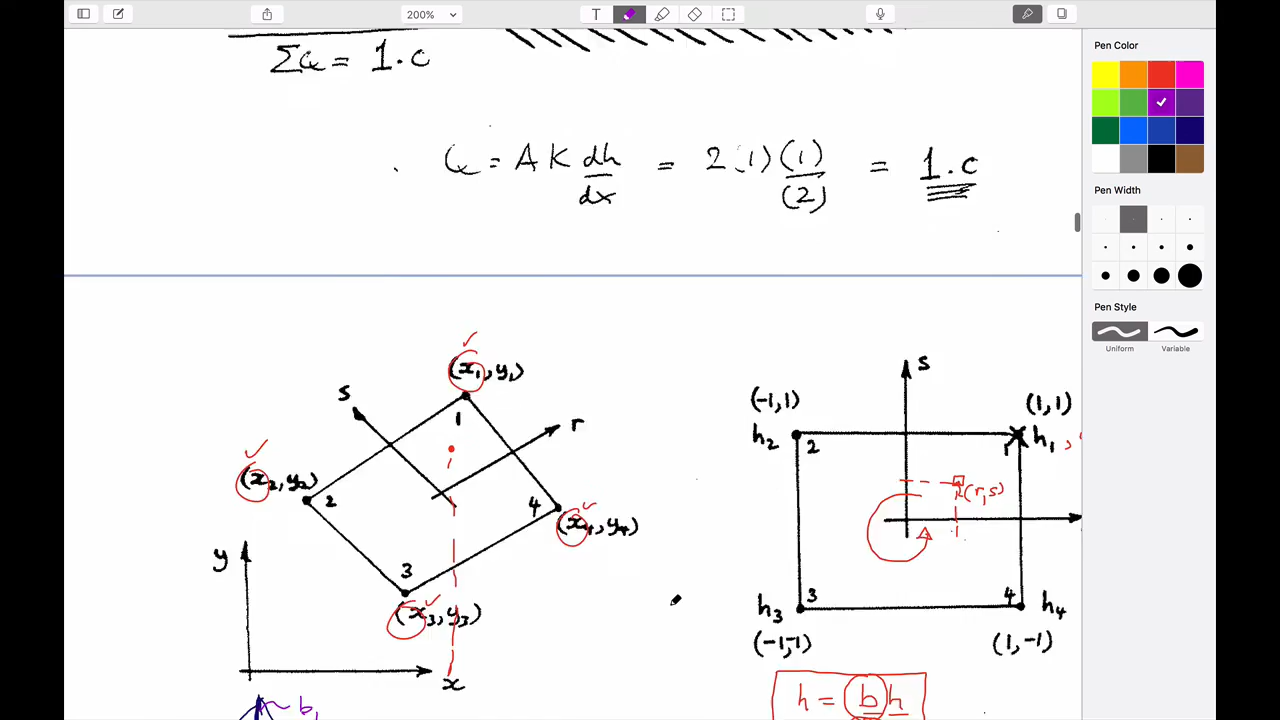 200%
T
Pen Color
ΣQ = 1.0
Q = A K dh/dx = 2(1) (1)/(2) = 1.0
Pen Width
Pen Style
Uniform
Variable
(x₁, y₁)
s
1
r
(x₂, y₂)
2
4
(x₄, y₄)
3
(x₃, y₃)
y
x
b₁
s
(-1, 1)
(1, 1)
h₂
2
1
h₁
(r, s)
h₃
3
4
h₄
(-1, -1)
(1, -1)
h = b h